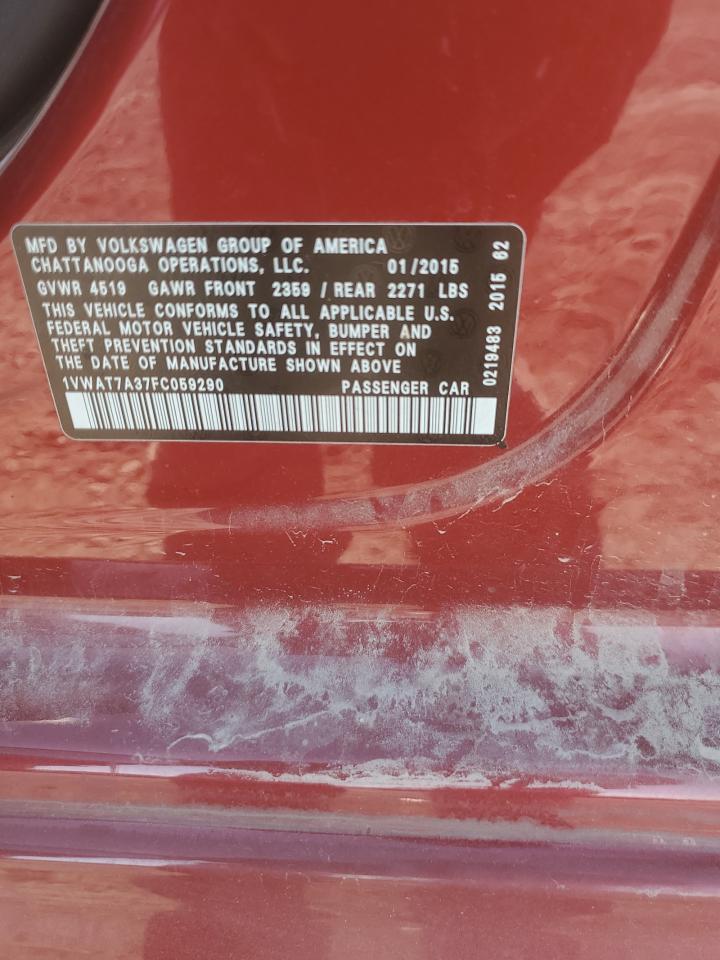 MFD BY VOLKSWAGEN GROUP OF AMERICA
CHATTANOOGA OPERATIONS, LLC. 01/2015
GVWR 4519 GAWR FRONT 2359 / REAR 2271 LBS
THIS VEHICLE CONFORMS TO ALL APPLICABLE U.S.
FEDERAL MOTOR VEHICLE SAFETY, BUMPER AND
THEFT PREVENTION STANDARDS IN EFFECT ON
THE DATE OF MANUFACTURE SHOWN ABOVE
1VWAT7A37FC059290 PASSENGER CAR
0219483 2015 62